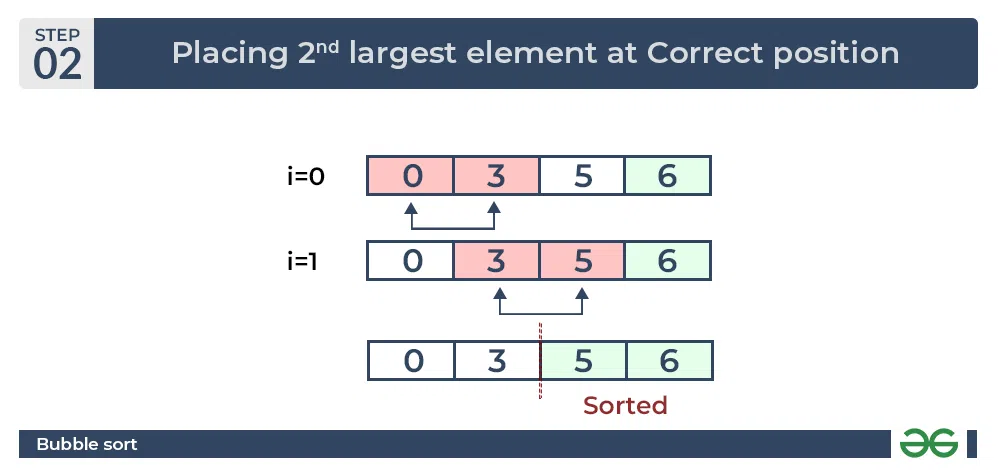 STEP
02
Placing 2nd largest element at Correct position
i=0 0 3 5 6
i=1 0 3 5 6
0 3 5 6
Sorted
Bubble sort